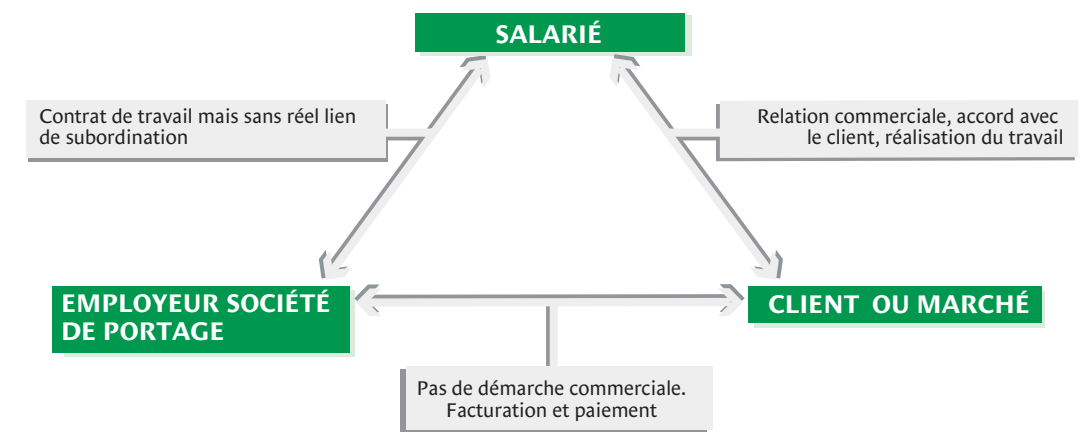 SALARIÉ
Contrat de travail mais sans réel lien
de subordination
Relation commerciale, accord avec
le client, réalisation du travail
EMPLOYEUR SOCIÉTÉ
DE PORTAGE
CLIENT OU MARCHÉ
Pas de démarche commerciale.
Facturation et paiement